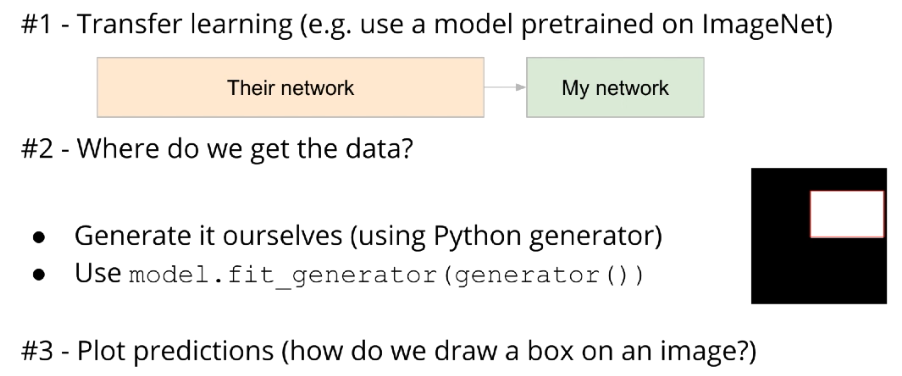 #1 - Transfer learning (e.g. use a model pretrained on ImageNet)
Their network
My network
#2 - Where do we get the data?
● Generate it ourselves (using Python generator)
● Use model.fit_generator(generator())
#3 - Plot predictions (how do we draw a box on an image?)